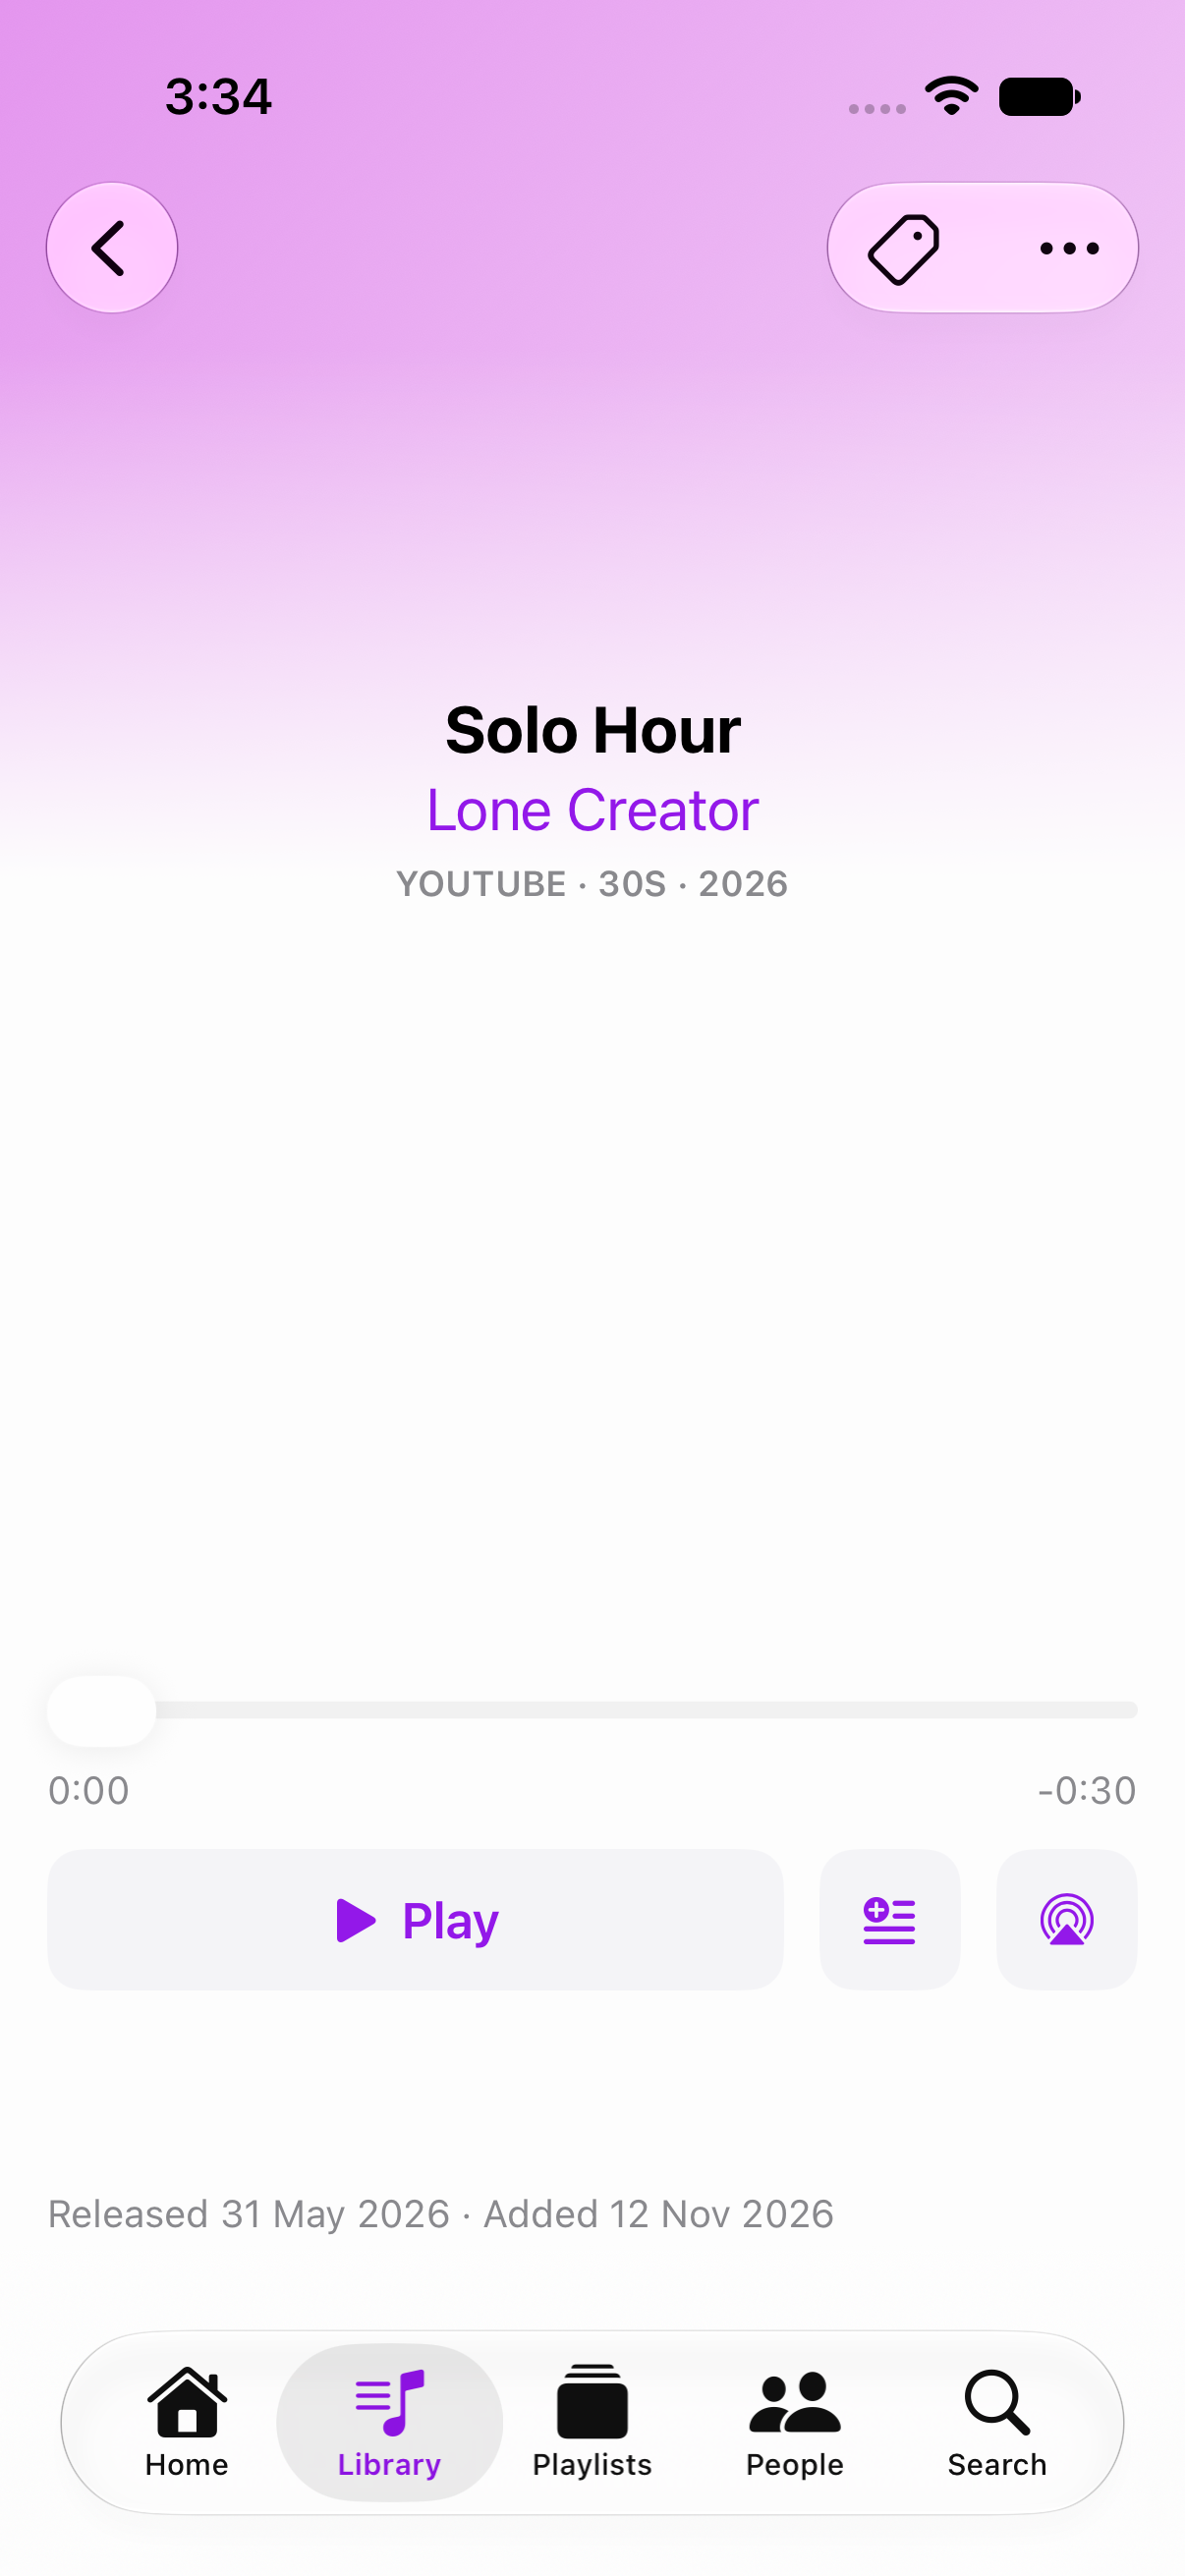 3:34
Solo Hour
Lone Creator
YOUTUBE · 30S · 2026
0:00
-0:30
Play
Released 31 May 2026 · Added 12 Nov 2026
Home
Library
Playlists
People
Search